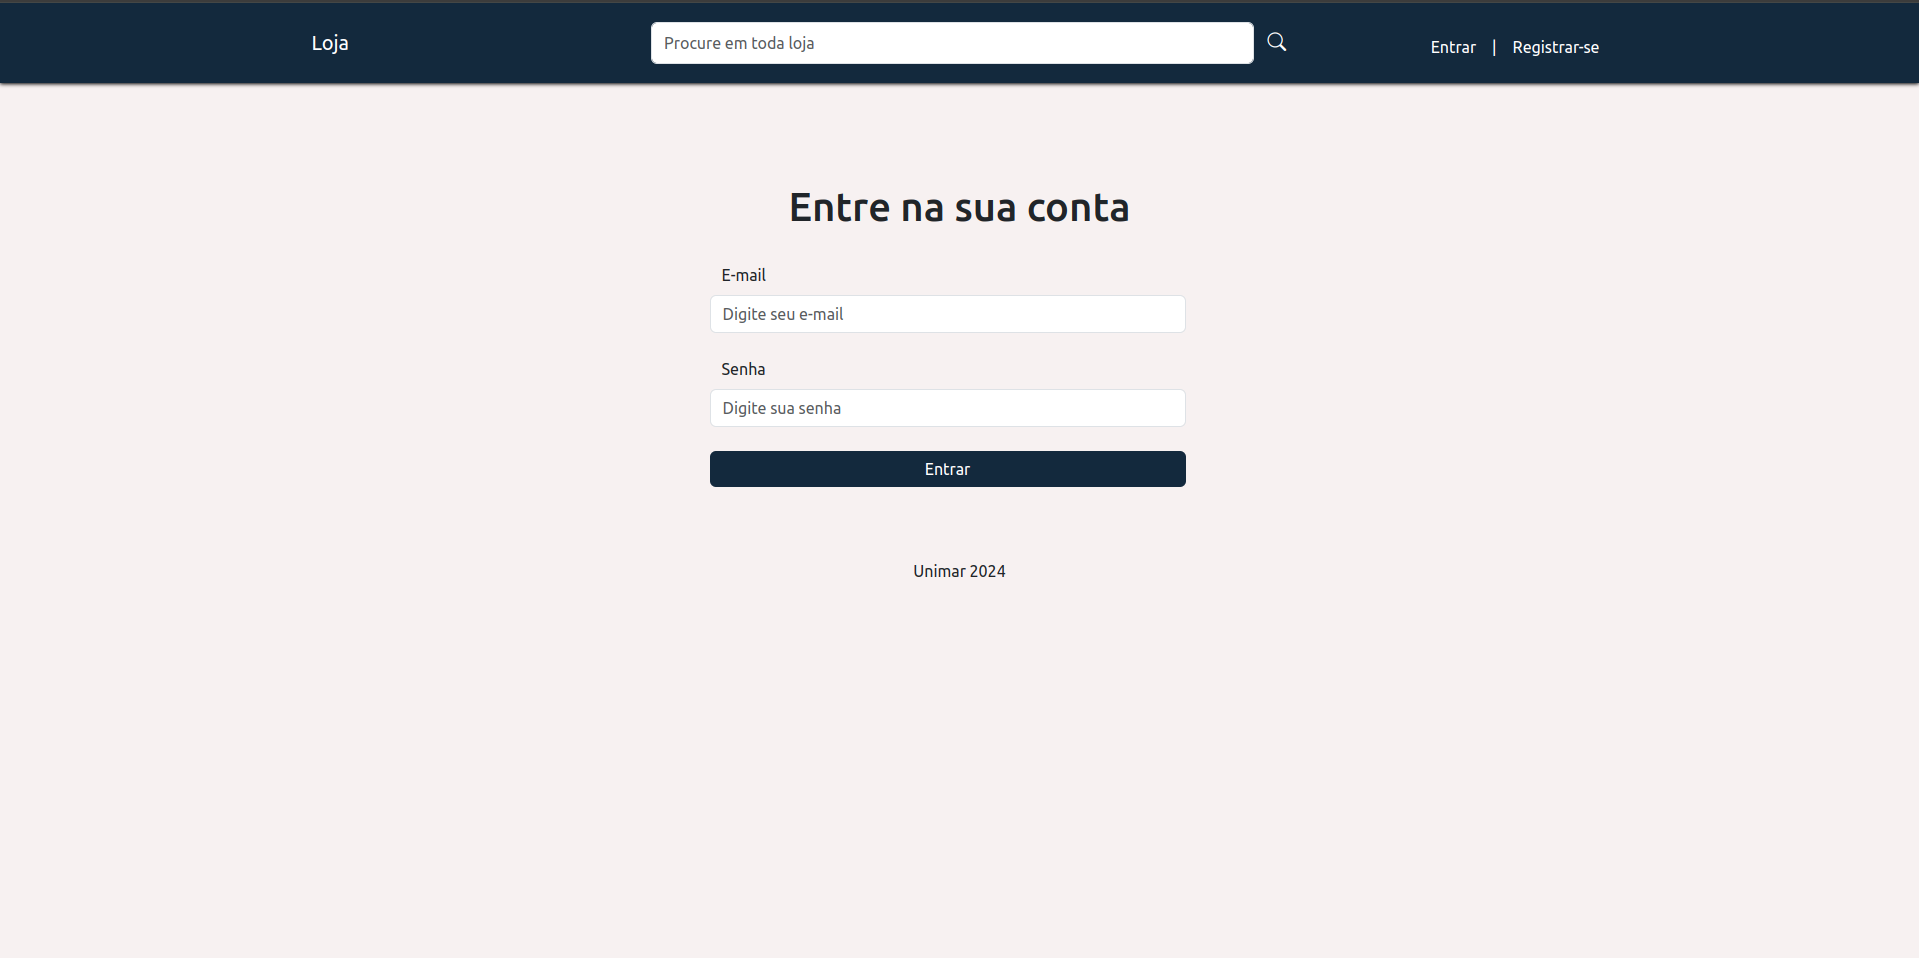 Loja
Procure em toda loja
Entrar | Registrar-se
Entre na sua conta
E-mail
Digite seu e-mail
Senha
Digite sua senha
Entrar
Unimar 2024